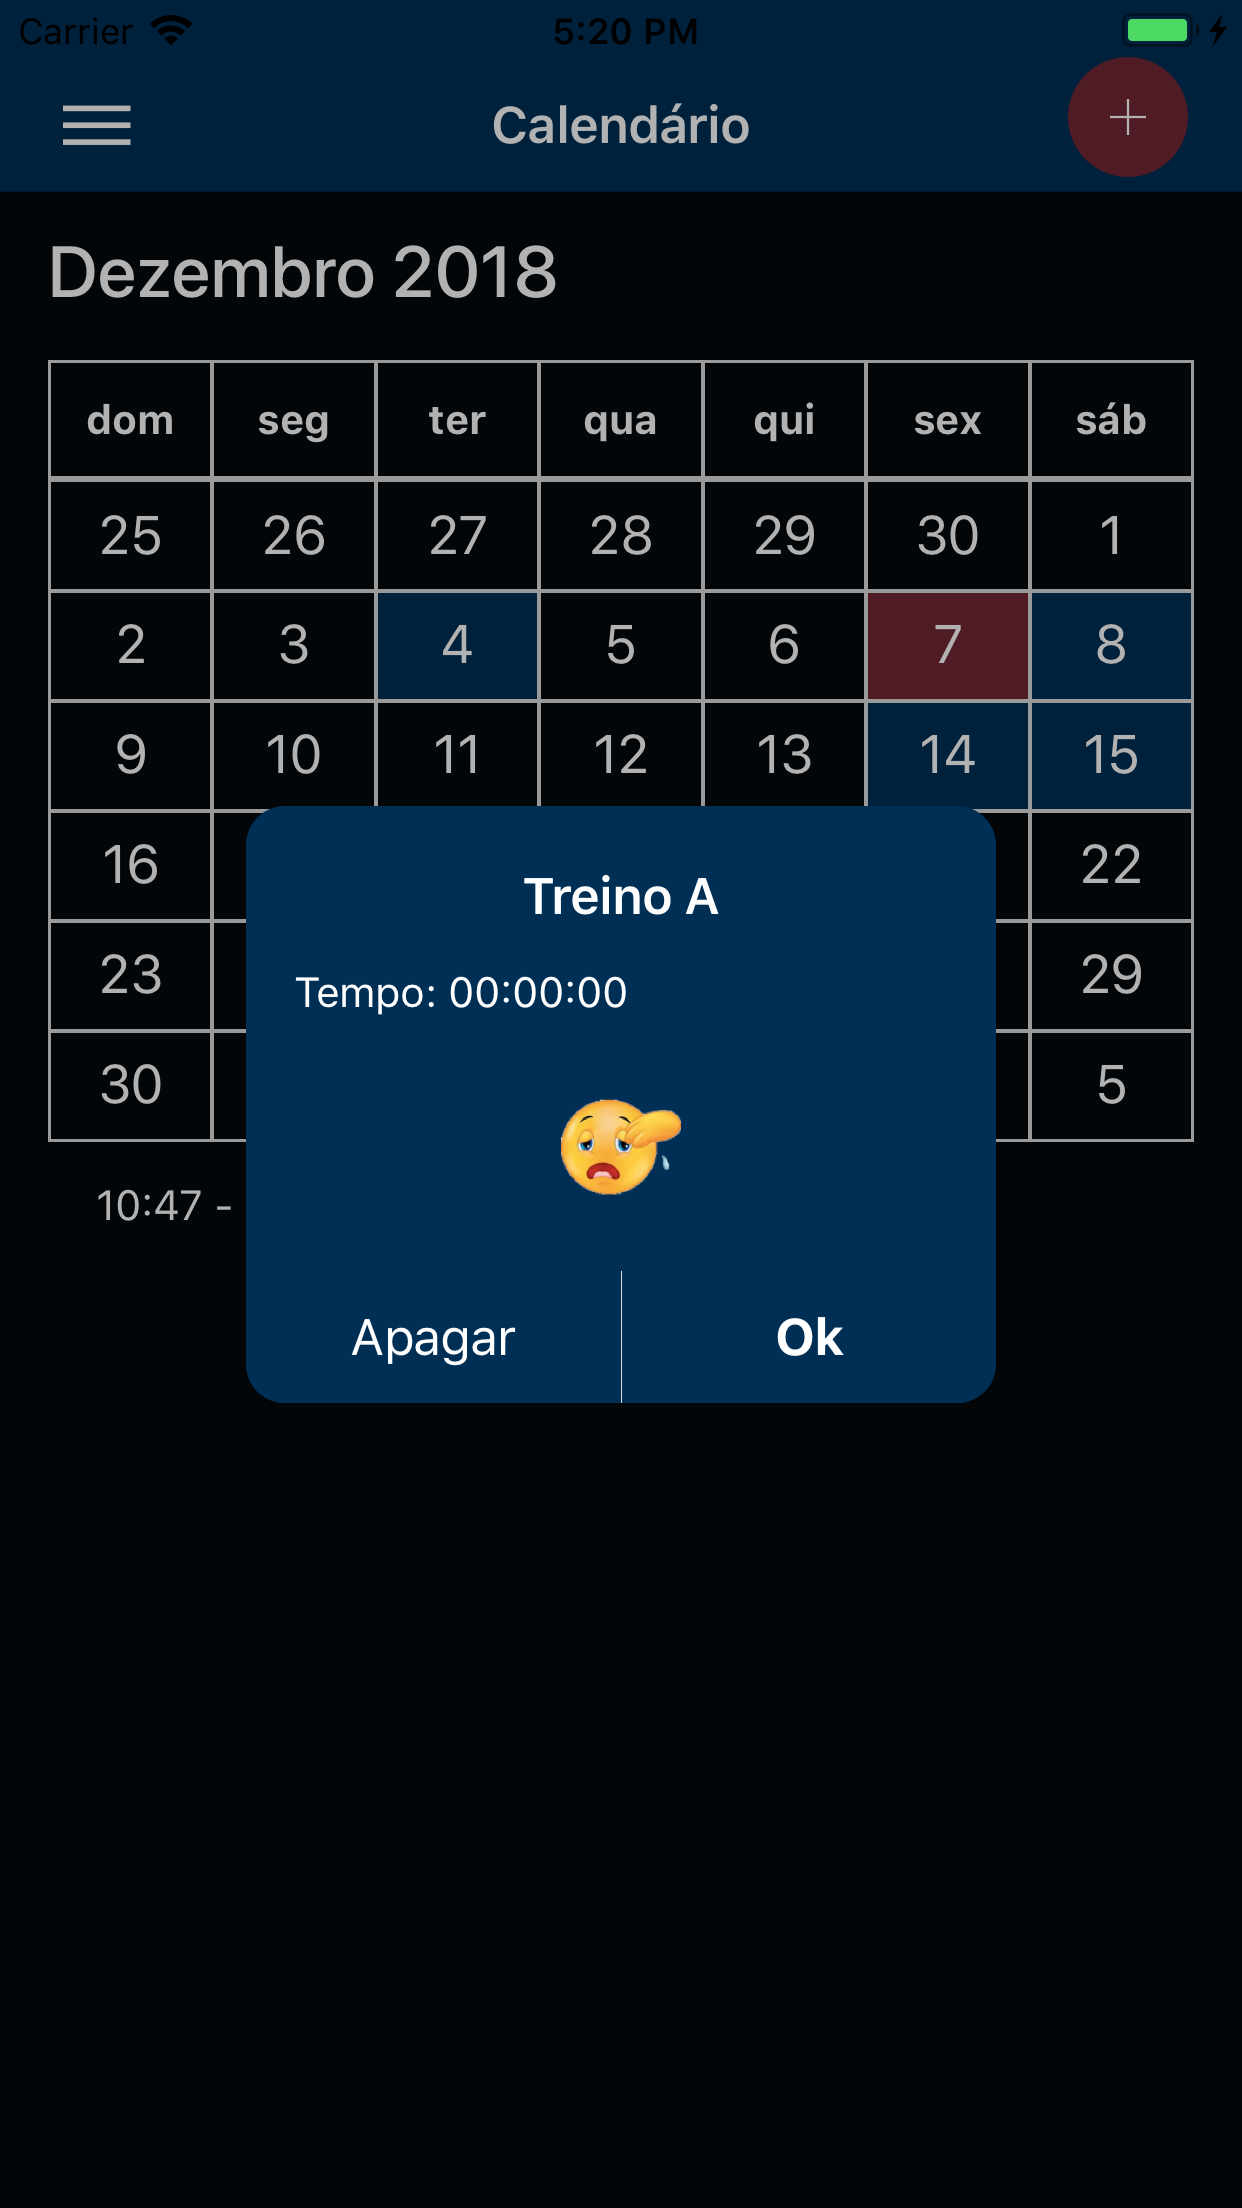 Carrier 5:20 PM
Calendário
Dezembro 2018
dom seg ter qua qui sex sáb
25 26 27 28 29 30 1
2 3 4 5 6 7 8
9 10 11 12 13 14 15
16 22
23 29
30 5
Treino A
Tempo: 00:00:00
10:47 -
Apagar Ok